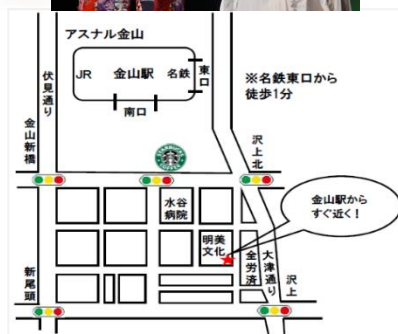 アスナル金山
JR 金山駅 名鉄
東口
南口
※名鉄東口から
徒歩1分
伏見通り
金山新橋
沢上北
水谷
病院
明美
文化
金山駅から
すぐ近く！
全労済
大津通り
沢上
新尾頭